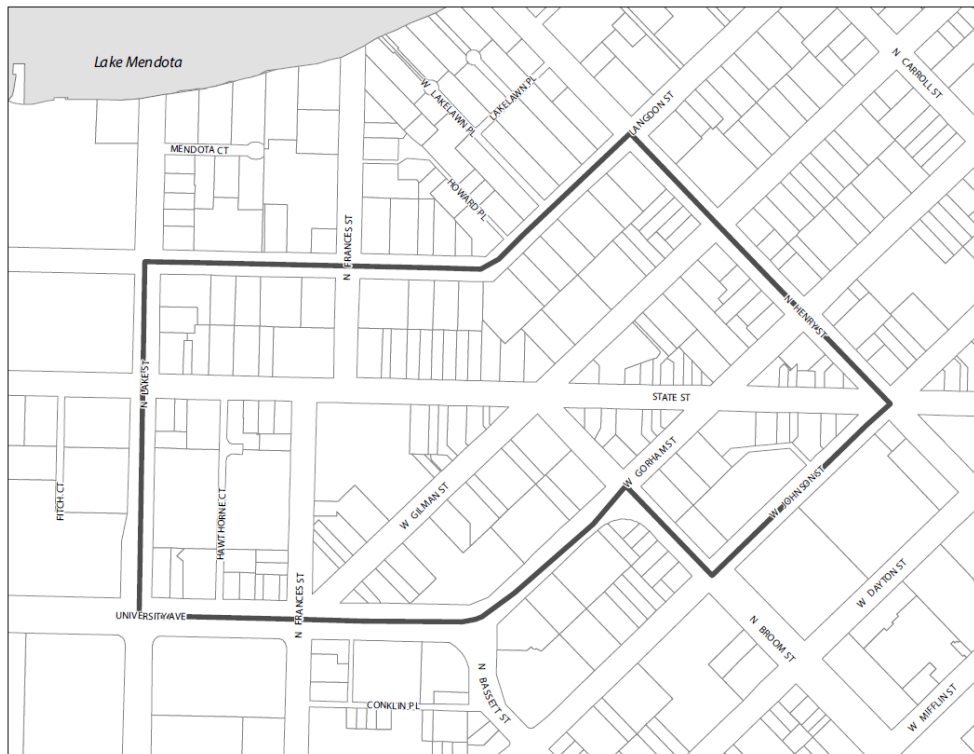 Lake Mendota
N CARROLL ST
W LAKELAWN PL
LAKELAWN PL
LANGDON ST
MENDOTA CT
HOWARD PL
N FRANCES ST
N HENRY ST
N LAKE ST
STATE ST
W GORHAM ST
W GILMAN ST
W JOHNSON ST
FITCH CT
HAWTHORNE CT
W DAYTON ST
UNIVERSITY AVE
N FRANCES ST
N BROOM ST
N BASSETT ST
CONKLIN PL
W MIFFLIN ST